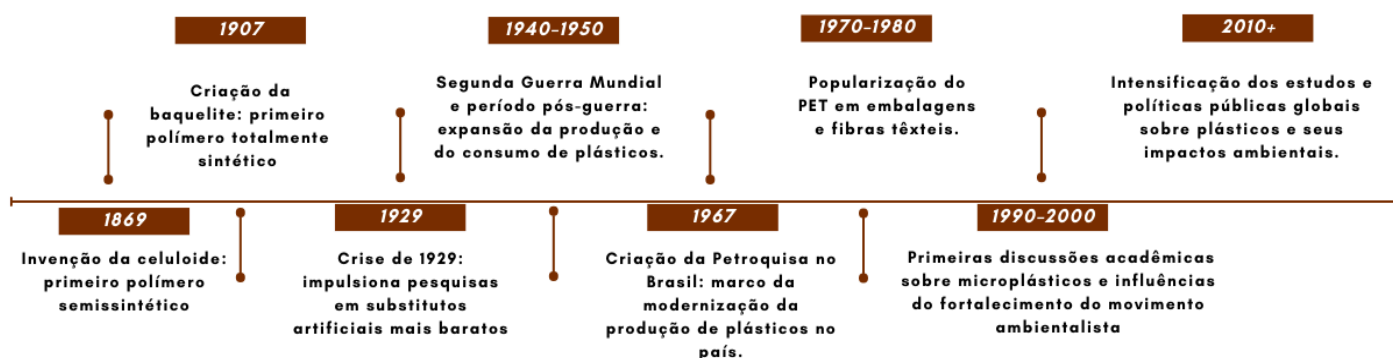 1907
Criação da
baquelite: primeiro
polímero totalmente
sintético
1940-1950
Segunda Guerra Mundial
e período pós-guerra:
expansão da produção e
do consumo de plásticos.
1970-1980
Popularização do
PET em embalagens
e fibras têxteis.
2010+
Intensificação dos estudos e
políticas públicas globais
sobre plásticos e seus
impactos ambientais.
1869
Invenção da celuloide:
primeiro polímero
semissintético
1929
Crise de 1929:
impulsiona pesquisas
em substitutos
artificiais mais baratos
1967
Criação da Petroquisa no
Brasil: marco da
modernização da
produção de plásticos no
país.
1990-2000
Primeiras discussões acadêmicas
sobre microplásticos e influências
do fortalecimento do movimento
ambientalista